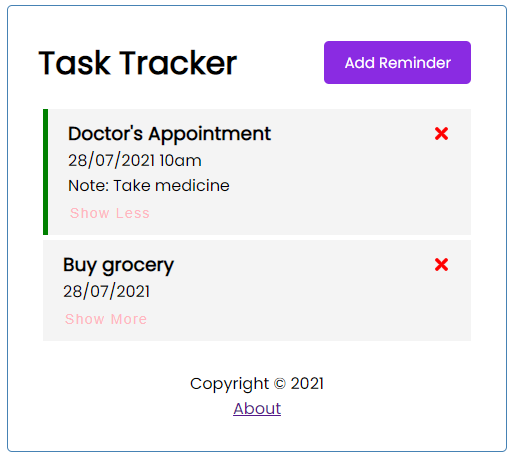 Task Tracker
Add Reminder
Doctor's Appointment
28/07/2021 10am
Note: Take medicine
Show Less
Buy grocery
28/07/2021
Show More
Copyright © 2021
About